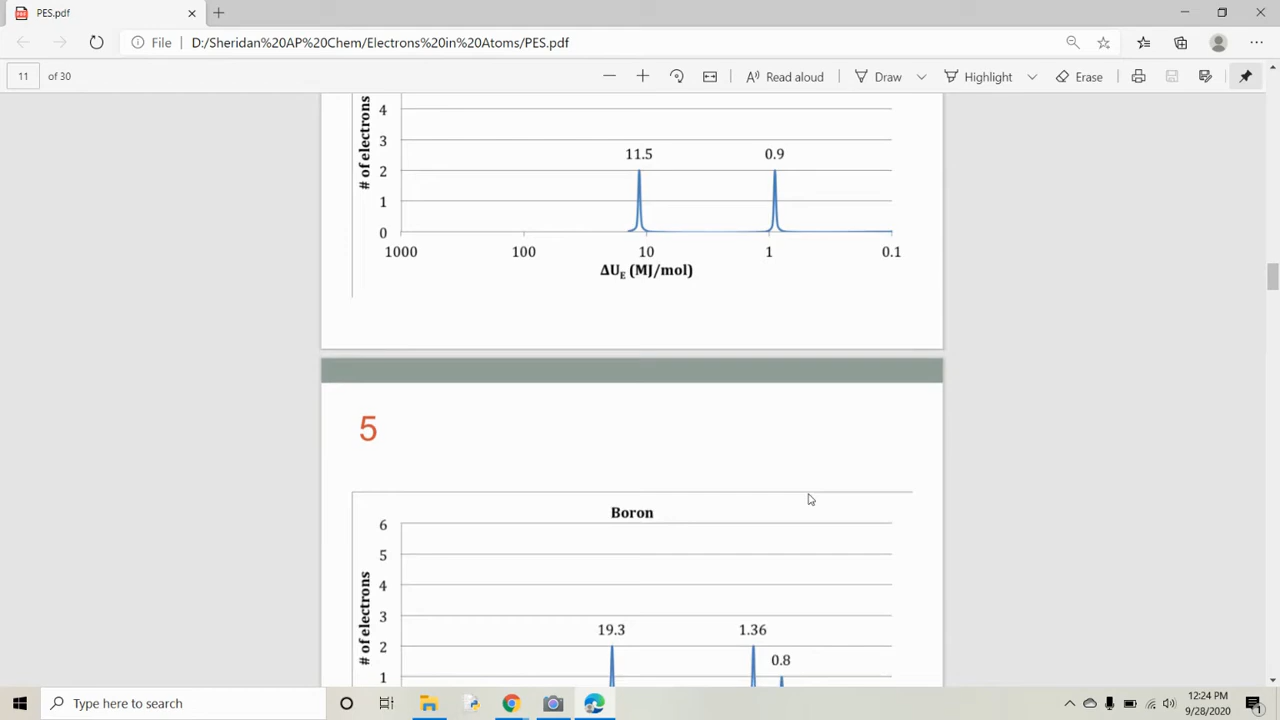 PES.pdf
File
D:/Sheridan%20AP%20Chem/Electrons%20in%20Atoms/PES.pdf
11 of 30
Read aloud
Draw
Highlight
Erase
# of electrons
4
3
2
1
0
11.5
0.9
1000 100 10 1 0.1
ΔUE (MJ/mol)
5
Boron
# of electrons
6
5
4
3
2
1
19.3
1.36
0.8
Type here to search
12:24 PM
9/28/2020
1